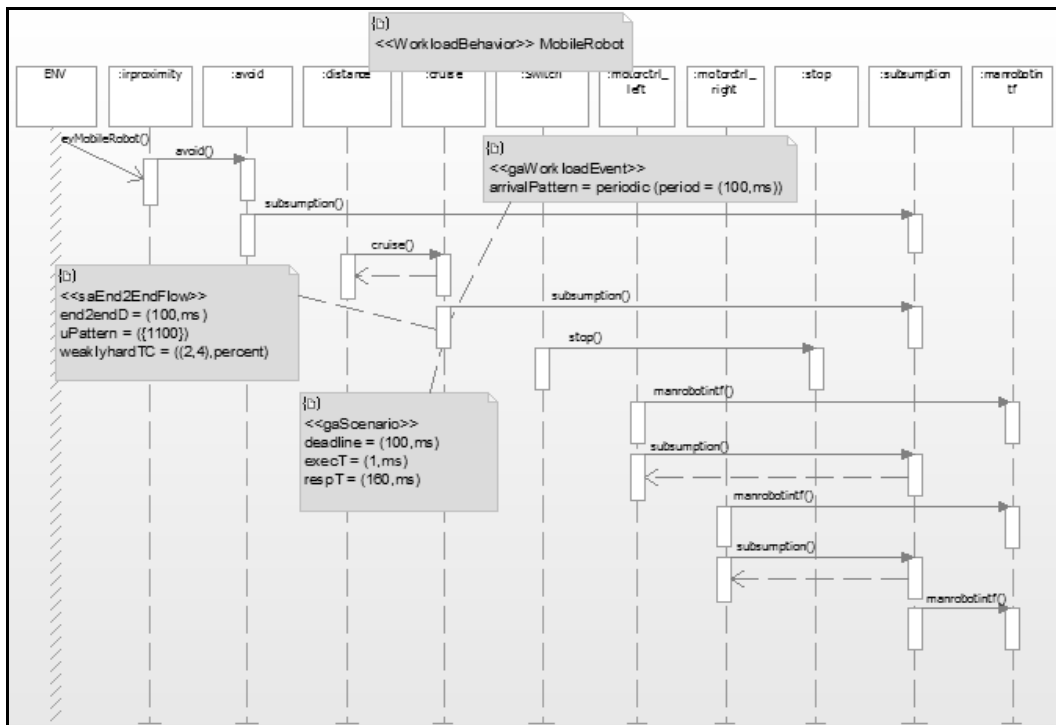 <<WorkloadBehavior>> MobileRobot
ENV
:irproximity
:avoid
:distance
:cruise
:Switch
:motorctrl_
left
:motorctrl_
right
:stop
:subsumption
:manrobotin
tf
evMobileRobot()
avoid()
<<gaWorkloadEvent>>
arrivalPattern = periodic (period = (100,ms))
subsumption()
cruise()
<<saEnd2EndFlow>>
end2endD = (100,ms)
uPattern = ({1100})
weaklyhardTC = ((2,4),percent)
subsumption()
stop()
<<gaScenario>>
deadline = (100,ms)
execT = (1,ms)
respT = (160,ms)
manrobotintf()
subsumption()
manrobotintf()
subsumption()
manrobotintf()